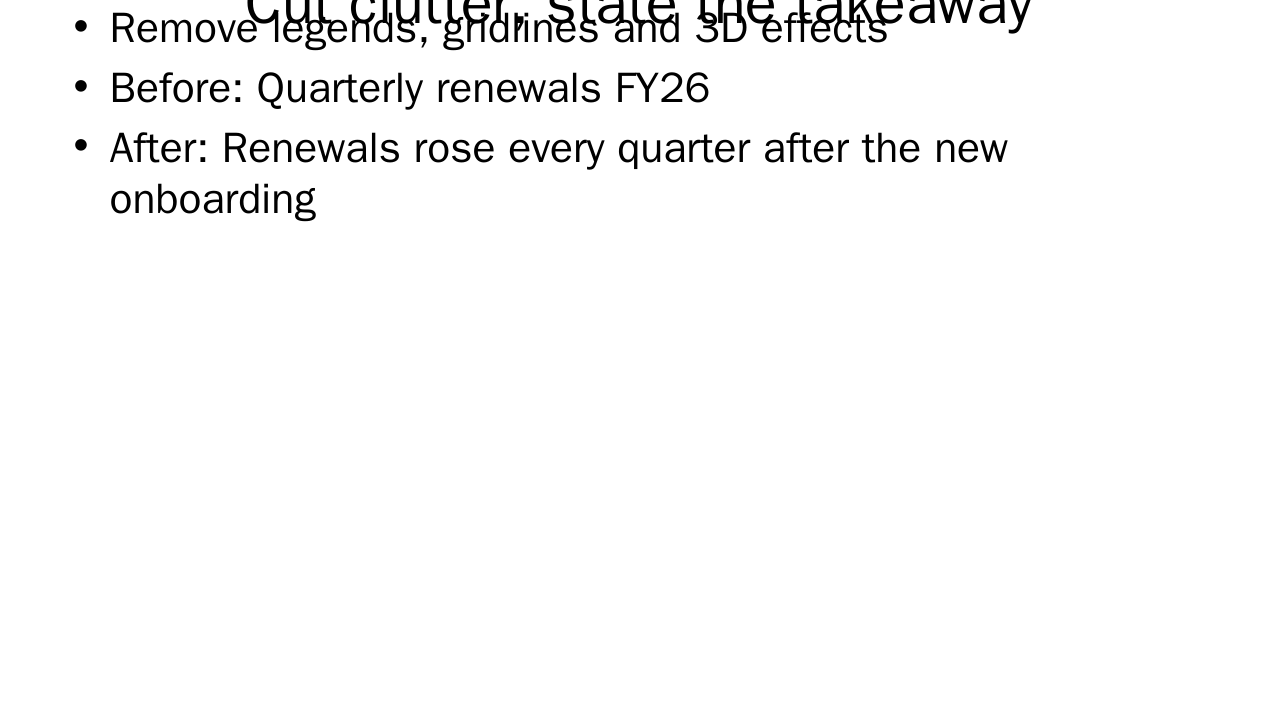 Cut clutter, state the takeaway
• Remove legends, gridlines and 3D effects
• Before: Quarterly renewals FY26
• After: Renewals rose every quarter after the new
onboarding